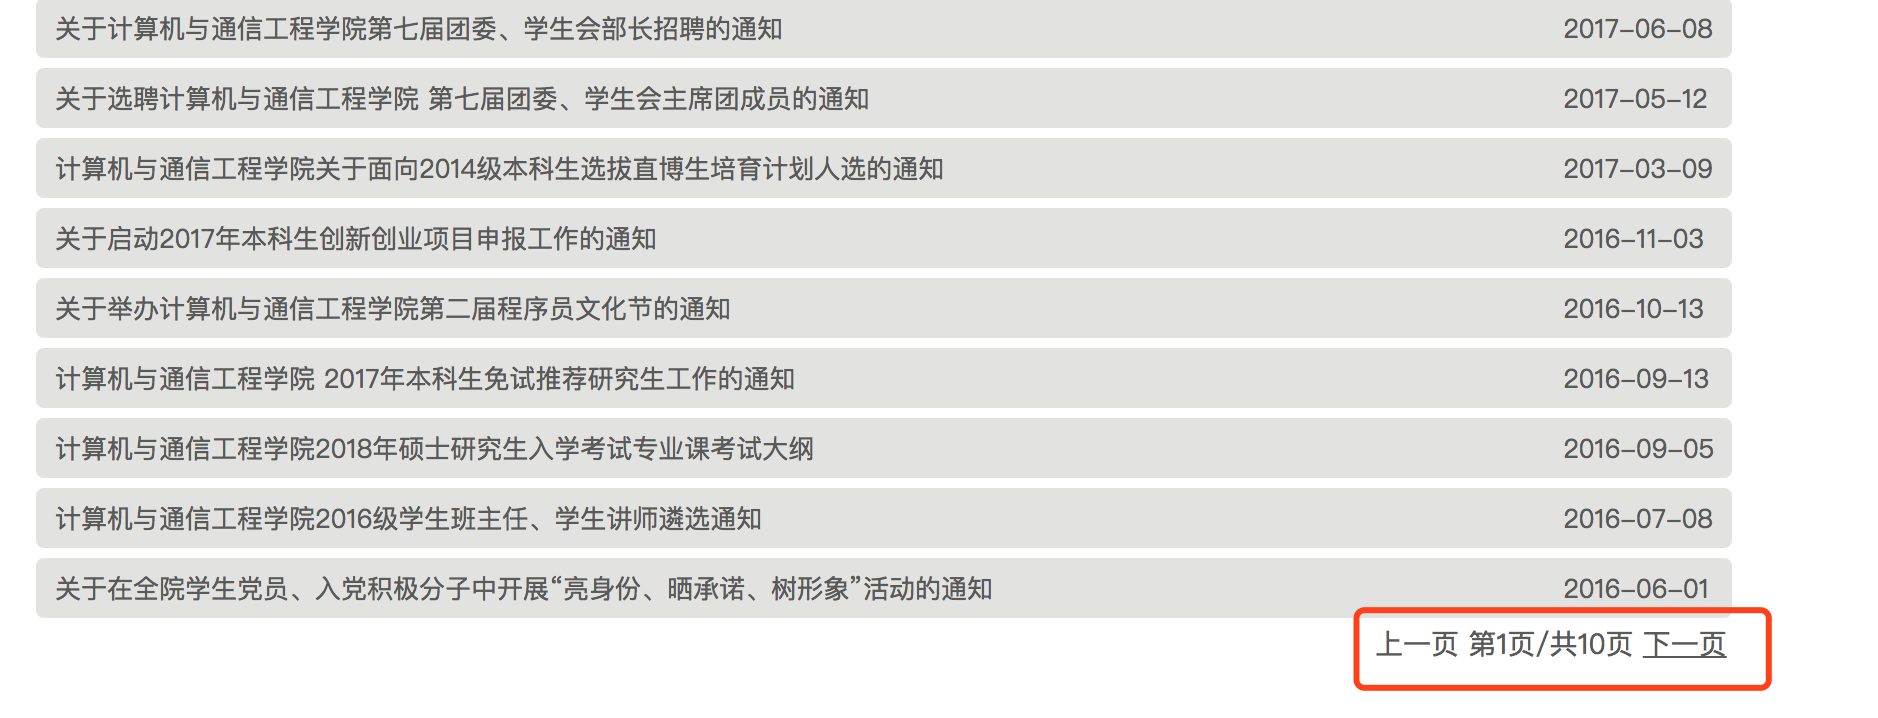 关于计算机与通信工程学院第七届团委、学生会部长招聘的通知 2017-06-08
关于选聘计算机与通信工程学院 第七届团委、学生会主席团成员的通知 2017-05-12
计算机与通信工程学院关于面向2014级本科生选拔直博生培育计划人选的通知 2017-03-09
关于启动2017年本科生创新创业项目申报工作的通知 2016-11-03
关于举办计算机与通信工程学院第二届程序员文化节的通知 2016-10-13
计算机与通信工程学院 2017年本科生免试推荐研究生工作的通知 2016-09-13
计算机与通信工程学院2018年硕士研究生入学考试专业课考试大纲 2016-09-05
计算机与通信工程学院2016级学生班主任、学生讲师遴选通知 2016-07-08
关于在全院学生党员、入党积极分子中开展“亮身份、晒承诺、树形象”活动的通知 2016-06-01
上一页 第1页/共10页 下一页